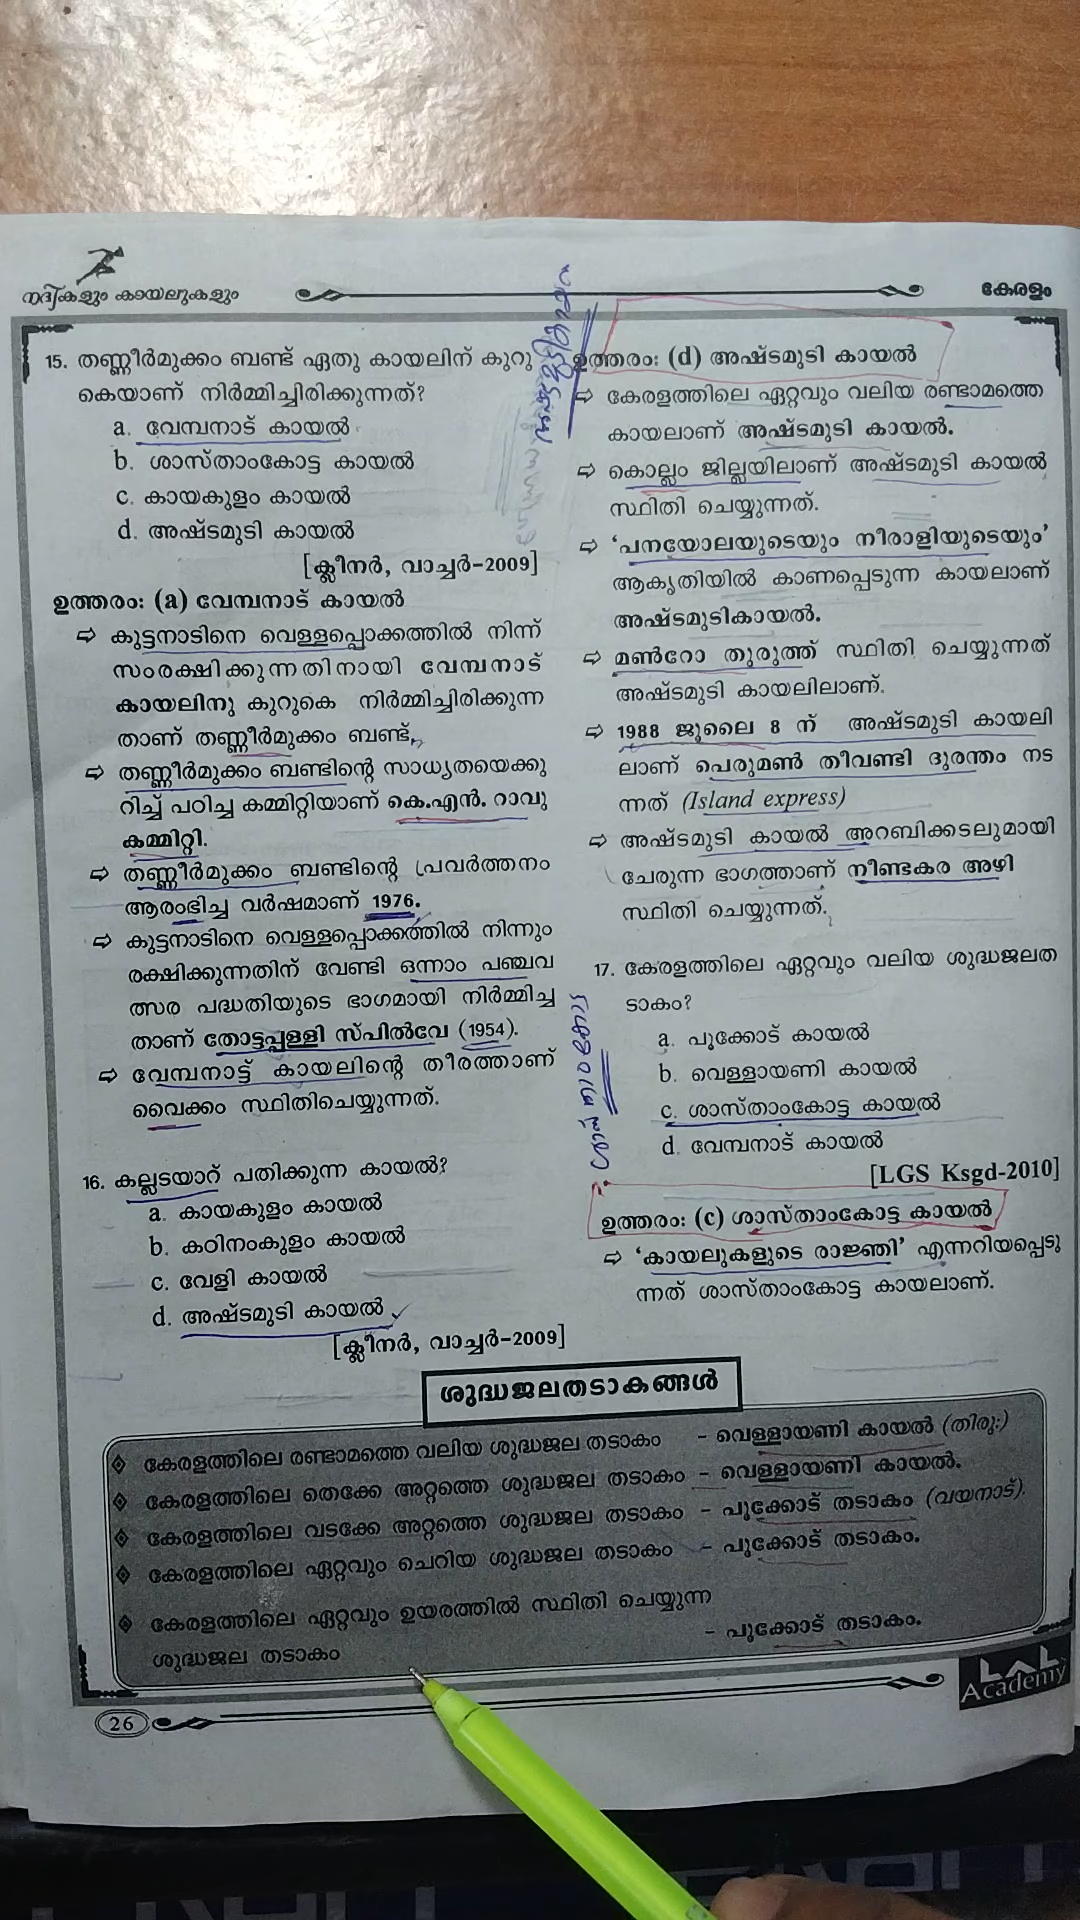 നദികളും കായലുകളും
കേരളം
15. തണ്ണീർമുക്കം ബണ്ട് ഏതു കായലിന് കുറു
കെയാണ് നിർമ്മിച്ചിരിക്കുന്നത്?
a. വേമ്പനാട് കായൽ
b. ശാസ്താംകോട്ട കായൽ
c. കായകുളം കായൽ
d. അഷ്ടമുടി കായൽ
[ക്ലീനർ, വാച്ചർ-2009]
ഉത്തരം: (a) വേമ്പനാട് കായൽ
⇨ കുട്ടനാടിനെ വെള്ളപ്പൊക്കത്തിൽ നിന്ന്
സംരക്ഷിക്കുന്നതിനായി വേമ്പനാട്
കായലിനു കുറുകെ നിർമ്മിച്ചിരിക്കുന്ന
താണ് തണ്ണീർമുക്കം ബണ്ട്.
⇨ തണ്ണീർമുക്കം ബണ്ടിന്റെ സാധ്യതയെക്കു
റിച്ച് പഠിച്ച കമ്മിറ്റിയാണ് കെ.എൻ. റാവു
കമ്മിറ്റി.
⇨ തണ്ണീർമുക്കം ബണ്ടിന്റെ പ്രവർത്തനം
ആരംഭിച്ച വർഷമാണ് 1976.
⇨ കുട്ടനാടിനെ വെള്ളപ്പൊക്കത്തിൽ നിന്നും
രക്ഷിക്കുന്നതിന് വേണ്ടി ഒന്നാം പഞ്ചവ
ത്സര പദ്ധതിയുടെ ഭാഗമായി നിർമ്മിച്ച
താണ് തോട്ടപ്പള്ളി സ്പിൽവേ (1954).
⇨ വേമ്പനാട്ട് കായലിന്റെ തീരത്താണ്
വൈക്കം സ്ഥിതിചെയ്യുന്നത്.
16. കല്ലടയാറ് പതിക്കുന്ന കായൽ?
a. കായകുളം കായൽ
b. കഠിനംകുളം കായൽ
c. വേളി കായൽ
d. അഷ്ടമുടി കായൽ
[ക്ലീനർ, വാച്ചർ-2009]
ഉത്തരം: (d) അഷ്ടമുടി കായൽ
⇨ കേരളത്തിലെ ഏറ്റവും വലിയ രണ്ടാമത്തെ
കായലാണ് അഷ്ടമുടി കായൽ.
⇨ കൊല്ലം ജില്ലയിലാണ് അഷ്ടമുടി കായൽ
സ്ഥിതി ചെയ്യുന്നത്.
⇨ ‘പനയോലയുടെയും നീരാളിയുടെയും’
ആകൃതിയിൽ കാണപ്പെടുന്ന കായലാണ്
അഷ്ടമുടികായൽ.
⇨ മൺറോ തുരുത്ത് സ്ഥിതി ചെയ്യുന്നത്
അഷ്ടമുടി കായലിലാണ്.
⇨ 1988 ജൂലൈ 8 ന് അഷ്ടമുടി കായലി
ലാണ് പെരുമൺ തീവണ്ടി ദുരന്തം നട
ന്നത് (Island express)
⇨ അഷ്ടമുടി കായൽ അറബിക്കടലുമായി
ചേരുന്ന ഭാഗത്താണ് നീണ്ടകര അഴി
സ്ഥിതി ചെയ്യുന്നത്.
17. കേരളത്തിലെ ഏറ്റവും വലിയ ശുദ്ധജലത
ടാകം?
a. പൂക്കോട് കായൽ
b. വെള്ളായണി കായൽ
c. ശാസ്താംകോട്ട കായൽ
d. വേമ്പനാട് കായൽ
[LGS Ksgd-2010]
ഉത്തരം: (c) ശാസ്താംകോട്ട കായൽ
⇨ ‘കായലുകളുടെ രാജ്ഞി’ എന്നറിയപ്പെടു
ന്നത് ശാസ്താംകോട്ട കായലാണ്.
ശുദ്ധജലതടാകങ്ങൾ
കേരളത്തിലെ രണ്ടാമത്തെ വലിയ ശുദ്ധജല തടാകം - വെള്ളായണി കായൽ (തിരു:)
കേരളത്തിലെ തെക്കേ അറ്റത്തെ ശുദ്ധജല തടാകം - വെള്ളായണി കായൽ.
കേരളത്തിലെ വടക്കേ അറ്റത്തെ ശുദ്ധജല തടാകം - പൂക്കോട് തടാകം (വയനാട്).
കേരളത്തിലെ ഏറ്റവും ചെറിയ ശുദ്ധജല തടാകം - പൂക്കോട് തടാകം.
കേരളത്തിലെ ഏറ്റവും ഉയരത്തിൽ സ്ഥിതി ചെയ്യുന്ന
ശുദ്ധജല തടാകം - പൂക്കോട് തടാകം.
LAL
Academy
26